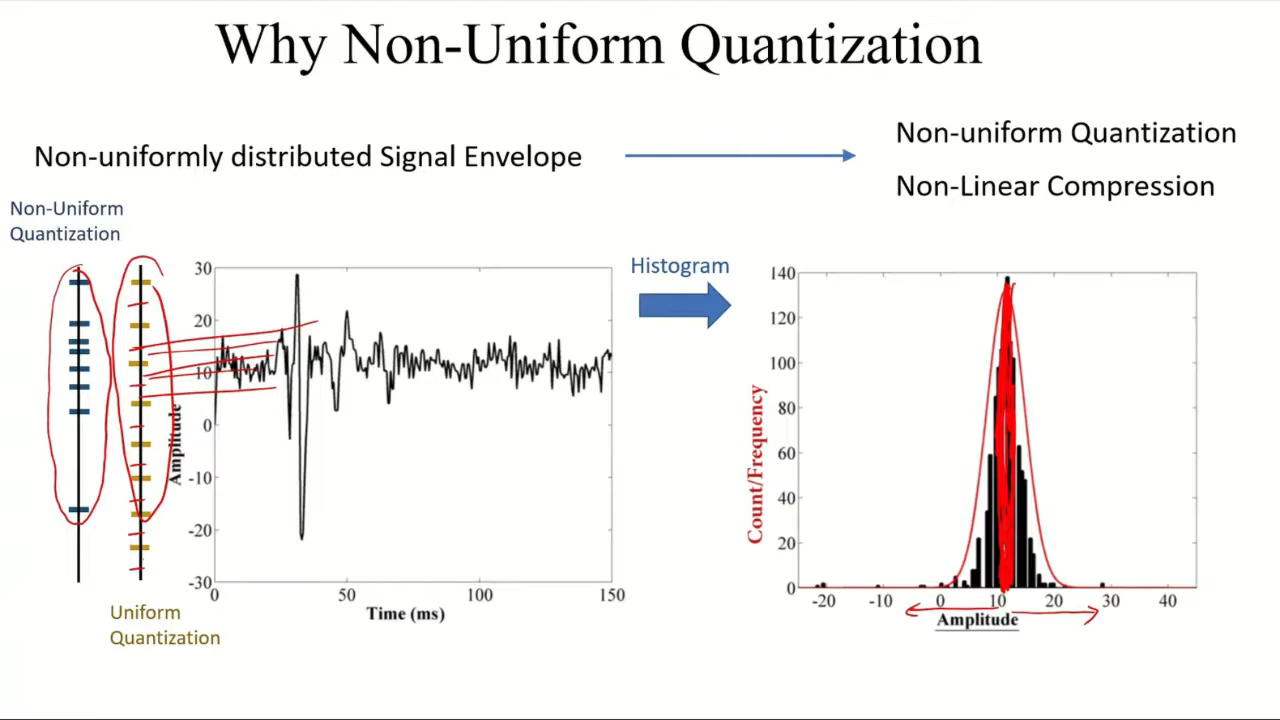 Why Non-Uniform Quantization
Non-uniformly distributed Signal Envelope
Non-uniform Quantization
Non-Linear Compression
Non-Uniform
Quantization
Uniform
Quantization
Amplitude
30
20
10
0
-10
-20
-30
0
50
100
150
Time (ms)
Histogram
Count/Frequency
140
120
100
80
60
40
20
0
-20
-10
0
10
20
30
40
Amplitude